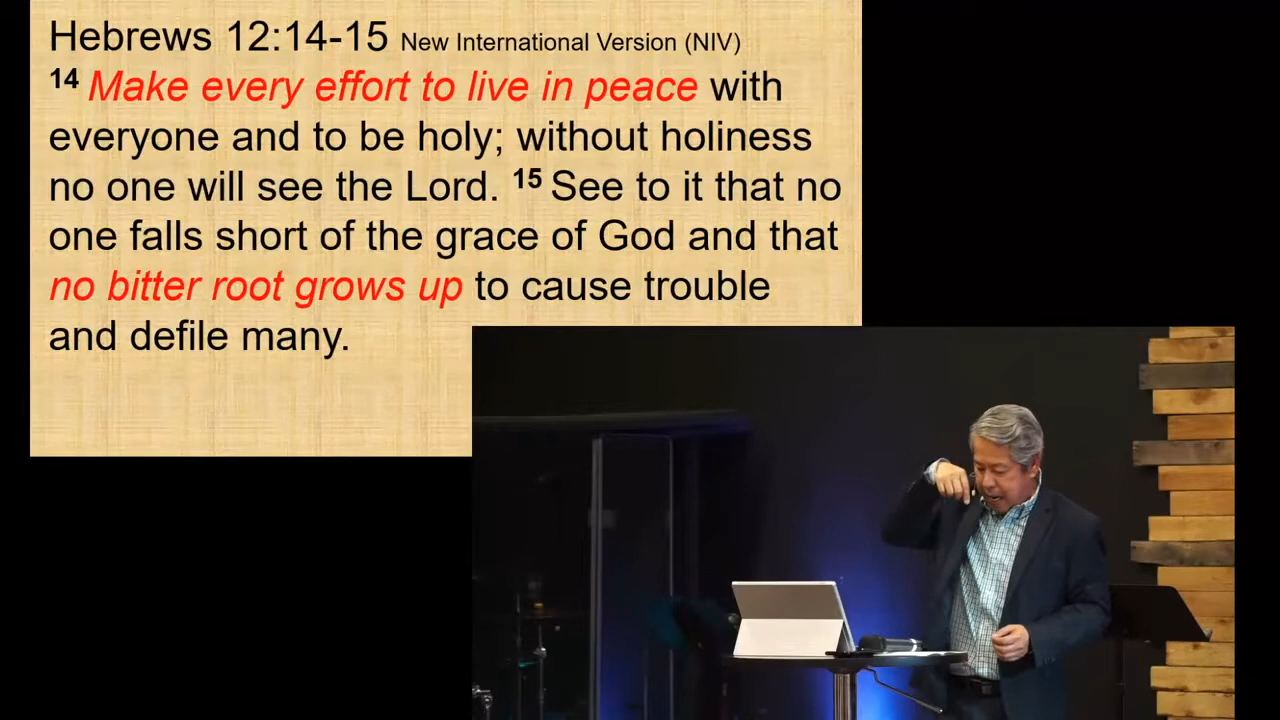 Hebrews 12:14-15 New International Version (NIV)
14 Make every effort to live in peace with
everyone and to be holy; without holiness
no one will see the Lord. 15 See to it that no
one falls short of the grace of God and that
no bitter root grows up to cause trouble
and defile many.